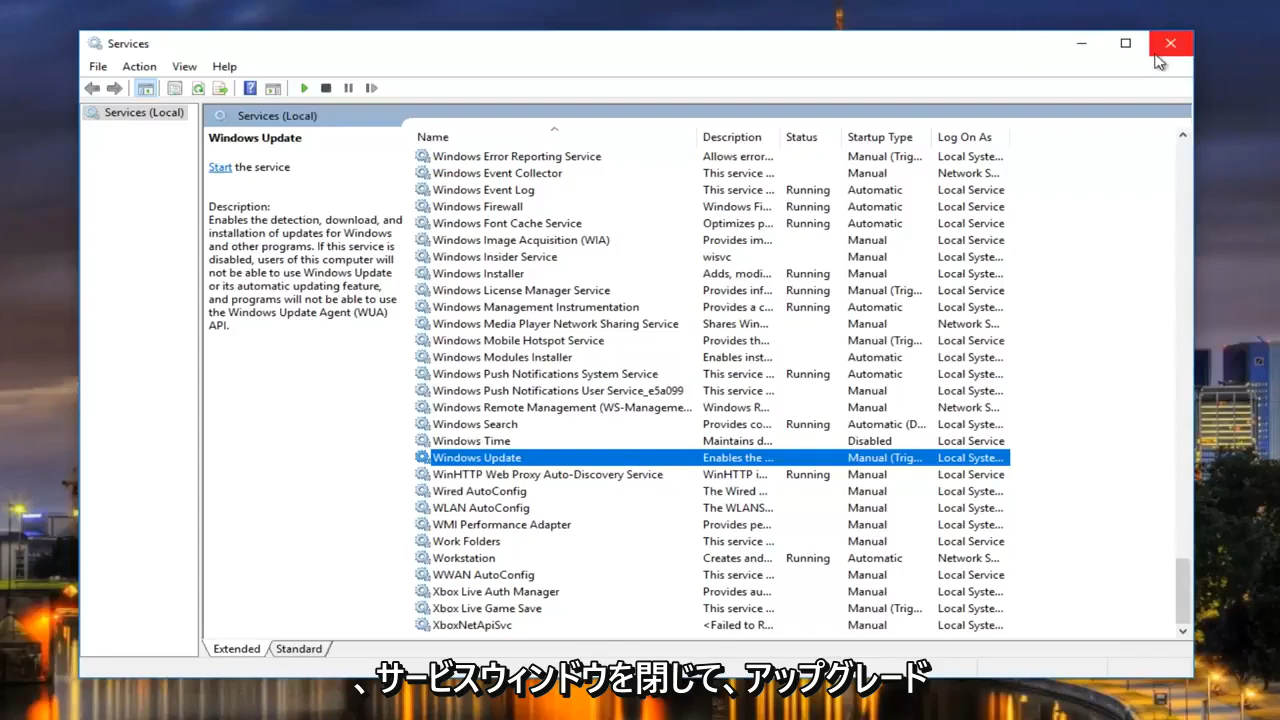 Services
File Action View Help
Services (Local)
Services (Local)
Windows Update
Start the service
Description:
Enables the detection, download, and
installation of updates for Windows
and other programs. If this service is
disabled, users of this computer will
not be able to use Windows Update
or its automatic updating feature,
and programs will not be able to use
the Windows Update Agent (WUA)
API.
Name Description Status Startup Type Log On As
Windows Error Reporting Service Allows error... Manual (Trig... Local Syste...
Windows Event Collector This service ... Manual Network S...
Windows Event Log This service ... Running Automatic Local Service
Windows Firewall Windows Fi... Running Automatic Local Service
Windows Font Cache Service Optimizes p... Running Automatic Local Service
Windows Image Acquisition (WIA) Provides im... Manual Local Service
Windows Insider Service wisvc Manual Local Syste...
Windows Installer Adds, modi... Running Manual Local Syste...
Windows License Manager Service Provides inf... Running Manual (Trig... Local Service
Windows Management Instrumentation Provides a c... Running Automatic Local Syste...
Windows Media Player Network Sharing Service Shares Win... Manual Network S...
Windows Mobile Hotspot Service Provides th... Manual (Trig... Local Service
Windows Modules Installer Enables inst... Automatic Local Syste...
Windows Push Notifications System Service This service ... Running Automatic Local Syste...
Windows Push Notifications User Service_e5a099 This service ... Manual Local Syste...
Windows Remote Management (WS-Manageme... Windows R... Manual Network S...
Windows Search Provides co... Running Automatic (D... Local Syste...
Windows Time Maintains d... Disabled Local Service
Windows Update Enables the ... Manual (Trig... Local Syste...
WinHTTP Web Proxy Auto-Discovery Service WinHTTP i... Running Manual Local Service
Wired AutoConfig The Wired ... Manual Local Syste...
WLAN AutoConfig The WLANS... Manual Local Syste...
WMI Performance Adapter Provides pe... Manual Local Syste...
Work Folders This service ... Manual Local Service
Workstation Creates and... Running Automatic Network S...
WWAN AutoConfig This service ... Manual Local Service
Xbox Live Auth Manager Provides au... Manual Local Syste...
Xbox Live Game Save This service ... Manual (Trig... Local Syste...
XboxNetApiSvc <Failed to R... Manual Local Syste...
Extended Standard
、サービスウィンドウを閉じて、アップグレード